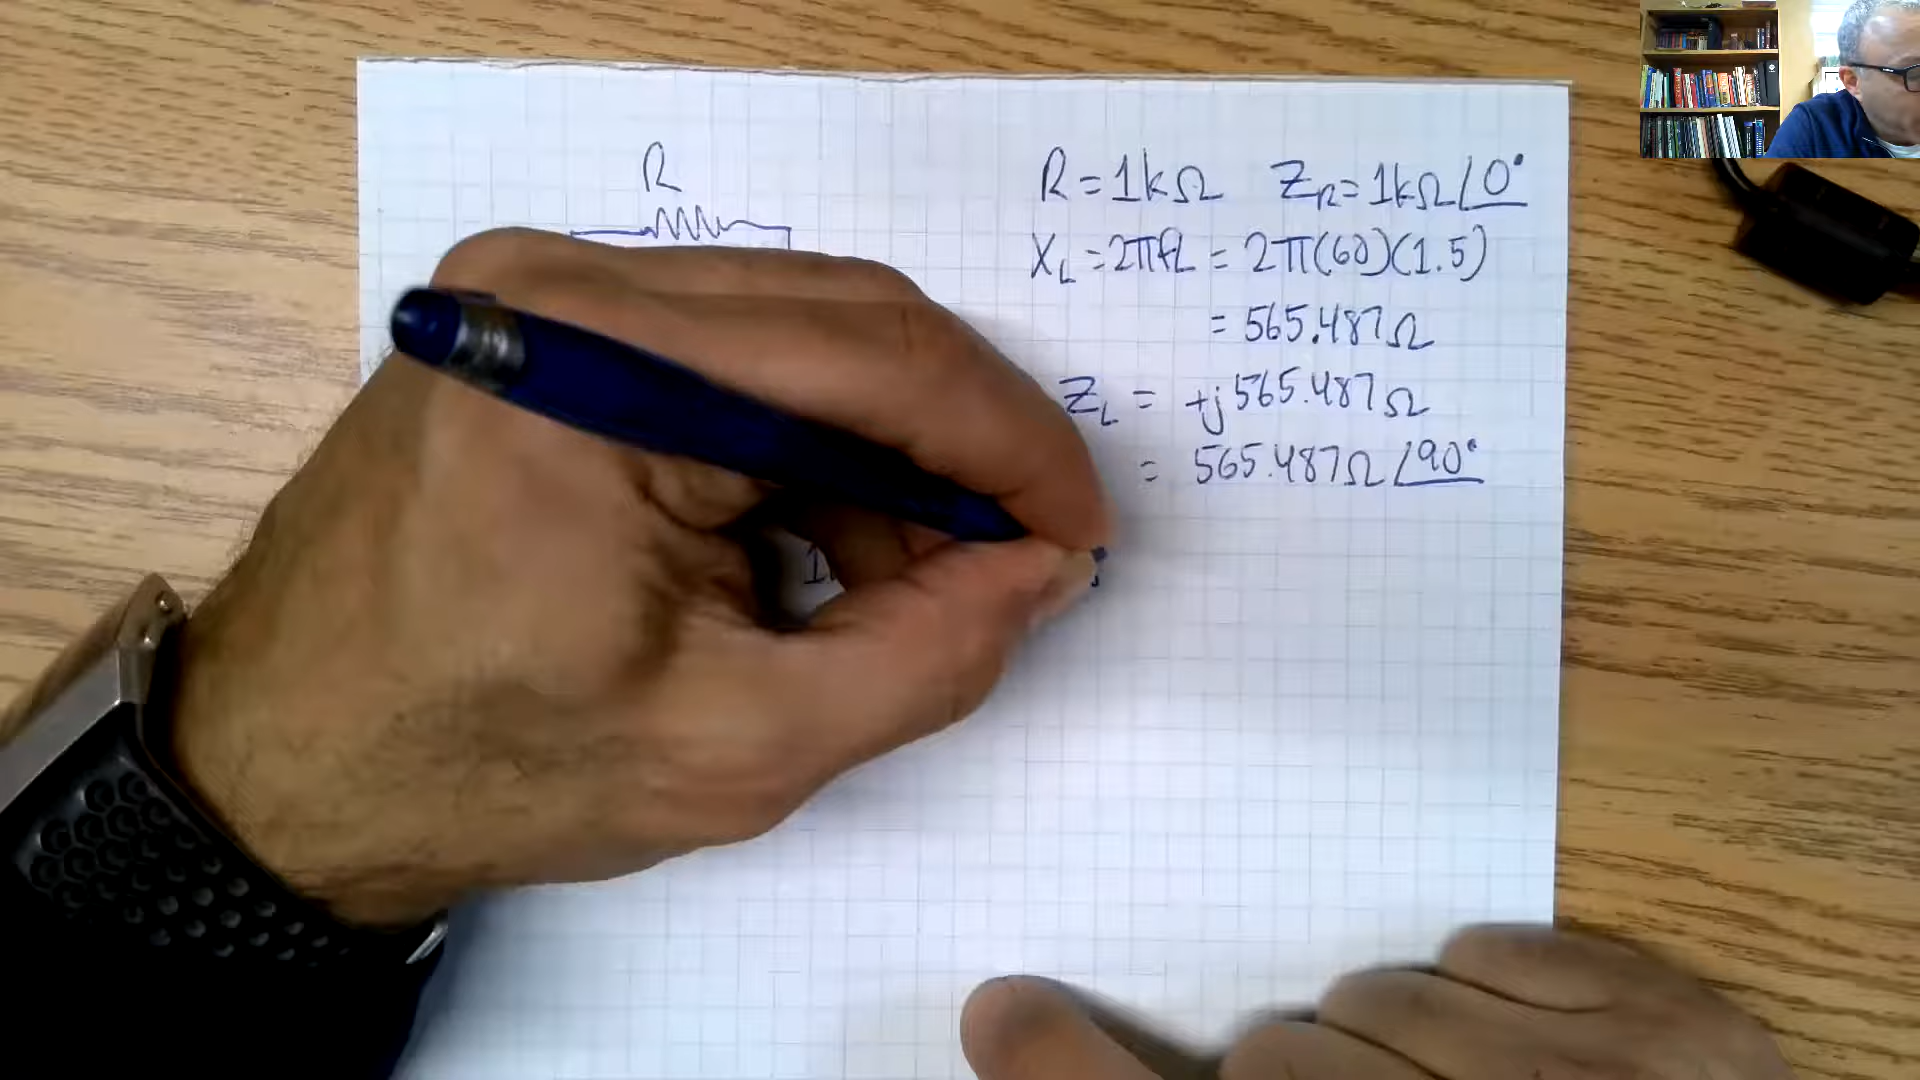 R
R = 1kΩ Z_R = 1kΩ∠0°
X_L = 2πfL = 2π(60)(1.5)
= 565.487Ω
Z_L = +j565.487Ω
= 565.487Ω∠90°